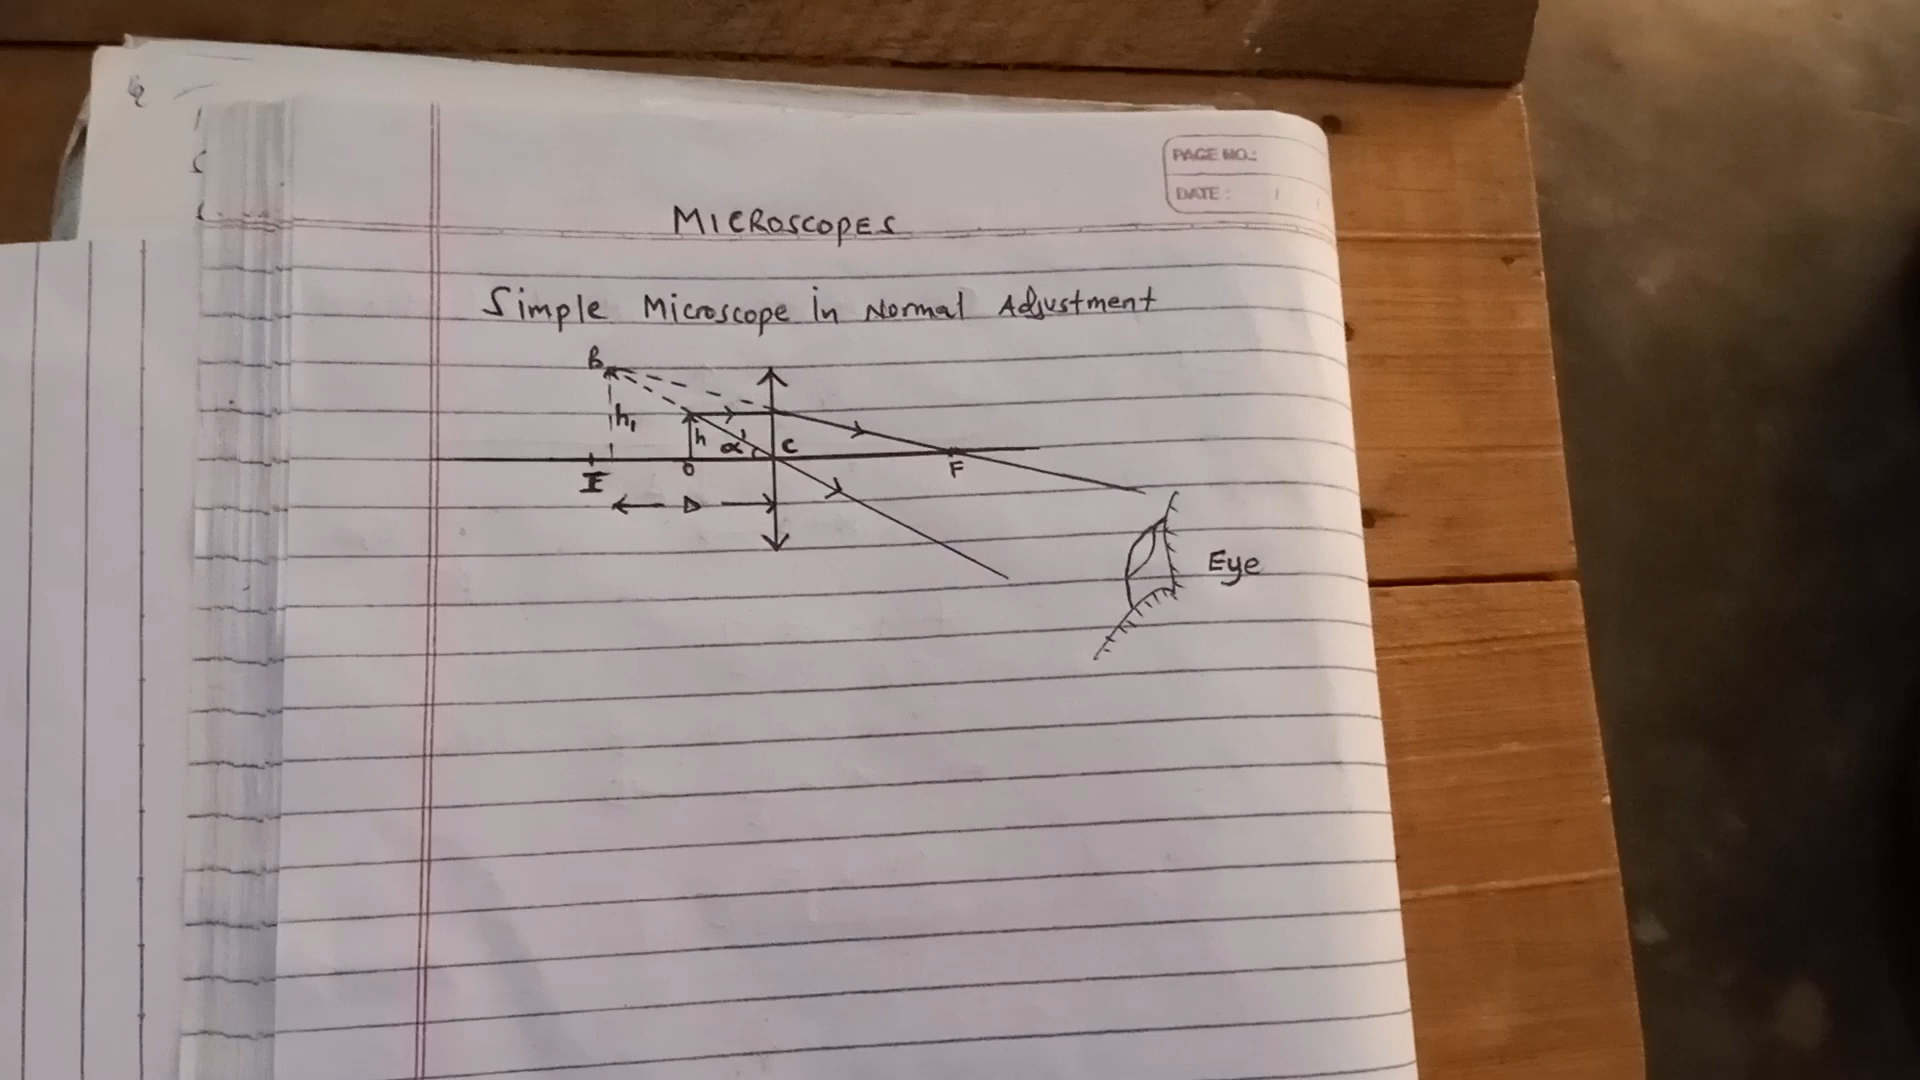 PAGE NO.:
DATE: / /
MICROSCOPES
Simple Microscope in Normal Adjustment
B
h₁
h
α'
C
I
O
F
D
Eye